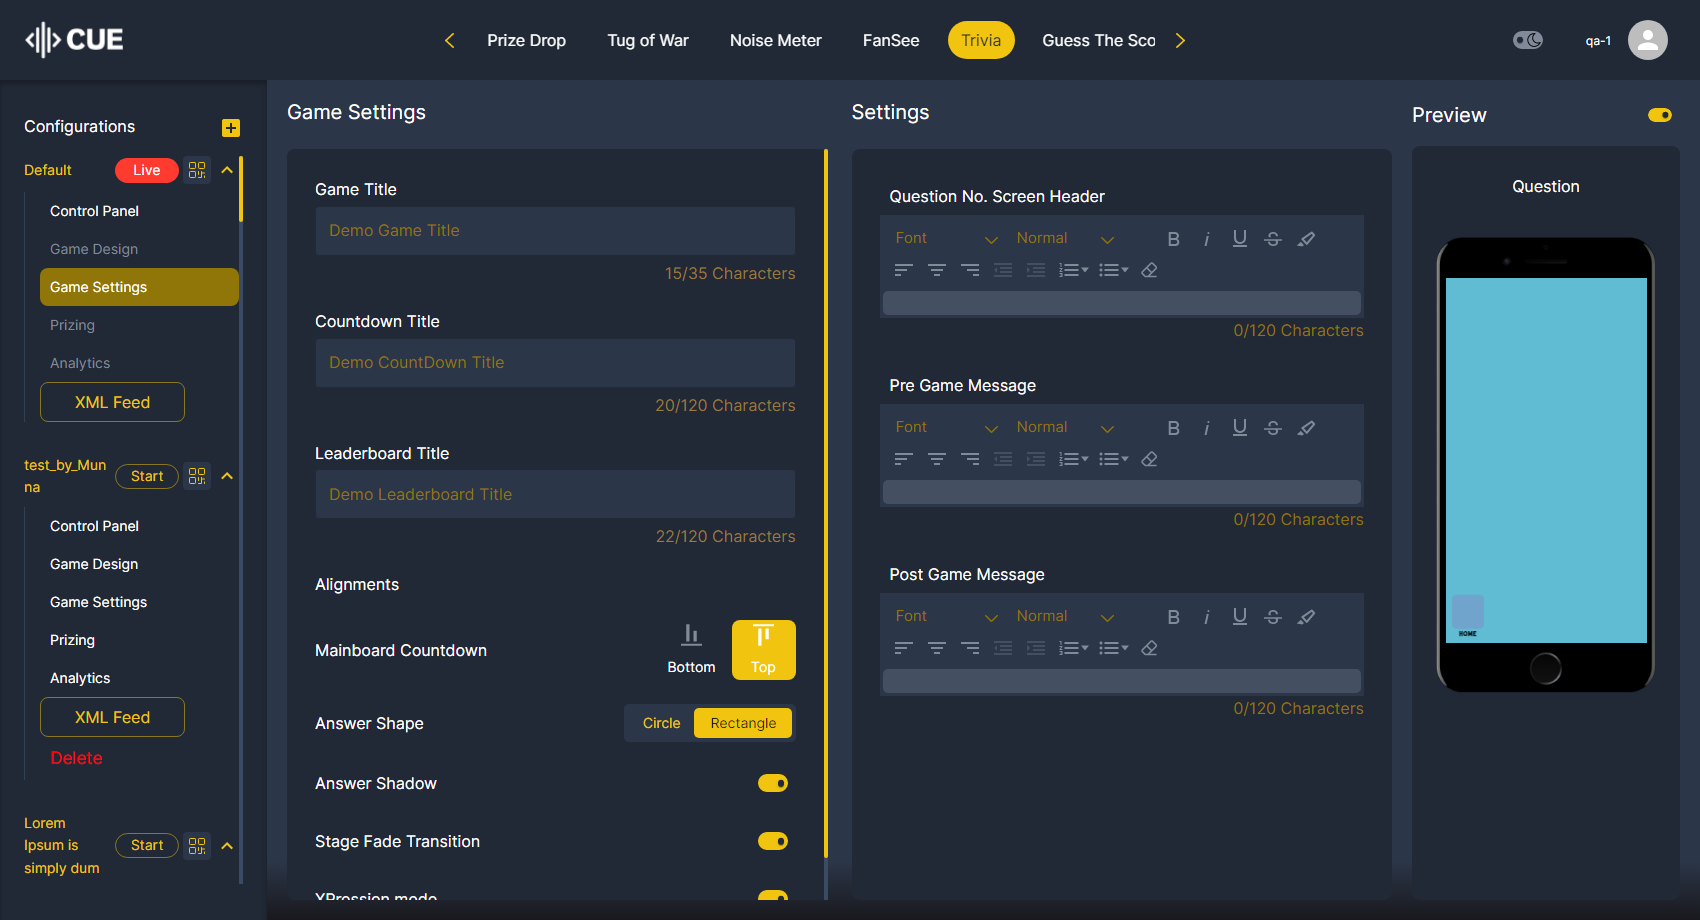 CUE
Prize Drop
Tug of War
Noise Meter
FanSee
Trivia
Guess The Sco
qa-1
Configurations
Default
Live
Control Panel
Game Design
Game Settings
Prizing
Analytics
XML Feed
test_by_Mun
na
Start
Control Panel
Game Design
Game Settings
Prizing
Analytics
XML Feed
Delete
Lorem
Ipsum is
simply dum
Start
Game Settings
Game Title
Demo Game Title
15/35 Characters
Countdown Title
Demo CountDown Title
20/120 Characters
Leaderboard Title
Demo Leaderboard Title
22/120 Characters
Alignments
Mainboard Countdown
Bottom
Top
Answer Shape
Circle
Rectangle
Answer Shadow
Stage Fade Transition
XPression mode
Settings
Question No. Screen Header
Font
Normal
B i U S
0/120 Characters
Pre Game Message
Font
Normal
B i U S
0/120 Characters
Post Game Message
Font
Normal
B i U S
0/120 Characters
Preview
Question
HOME